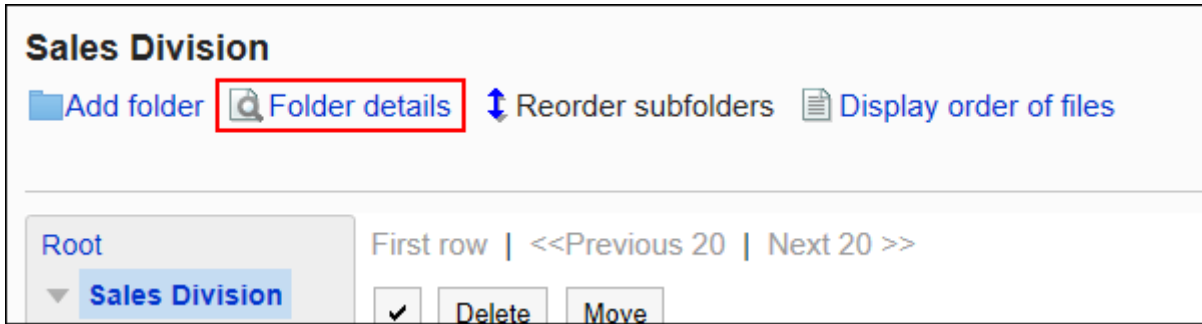 Sales Division
Add folder Folder details Reorder subfolders Display order of files
Root
Sales Division
First row | <<Previous 20 | Next 20 >>
Delete Move